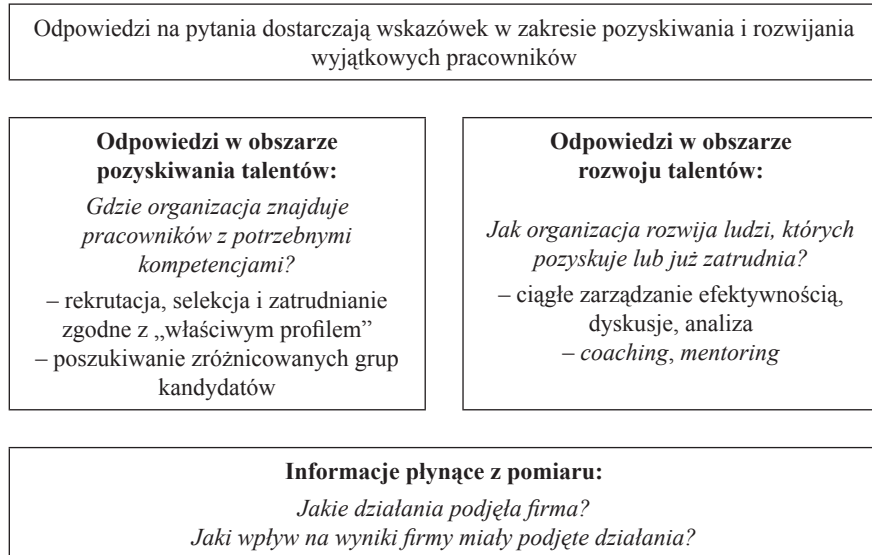 Odpowiedzi na pytania dostarczają wskazówek w zakresie pozyskiwania i rozwijania
wyjątkowych pracowników
Odpowiedzi w obszarze
pozyskiwania talentów:
Gdzie organizacja znajduje
pracowników z potrzebnymi
kompetencjami?
– rekrutacja, selekcja i zatrudnianie
zgodne z „właściwym profilem”
– poszukiwanie zróżnicowanych grup
kandydatów
Odpowiedzi w obszarze
rozwoju talentów:
Jak organizacja rozwija ludzi, których
pozyskuje lub już zatrudnia?
– ciągłe zarządzanie efektywnością,
dyskusje, analiza
– coaching, mentoring
Informacje płynące z pomiaru:
Jakie działania podjęła firma?
Jaki wpływ na wyniki firmy miały podjęte działania?